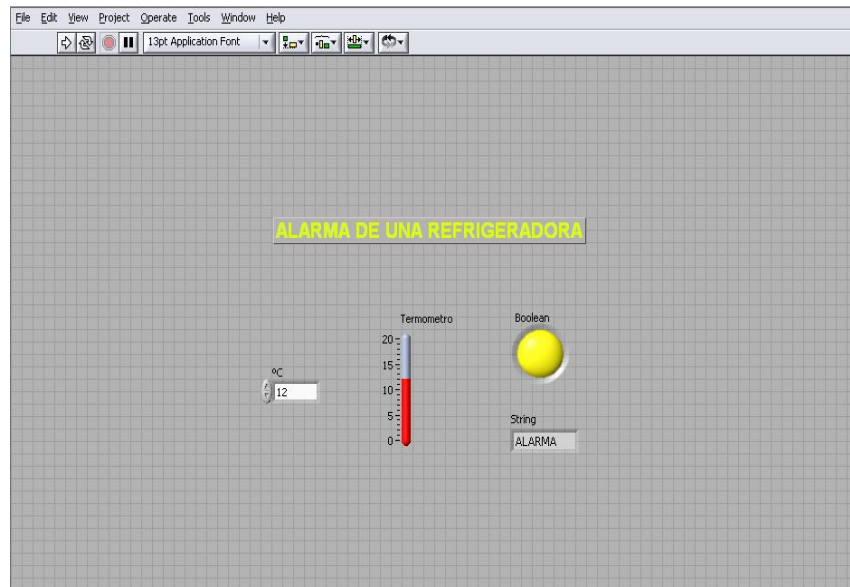 File Edit View Project Operate Tools Window Help
13pt Application Font
ALARMA DE UNA REFRIGERADORA
Termometro
Boolean
20
15
10
5
0
ºC
12
String
ALARMA